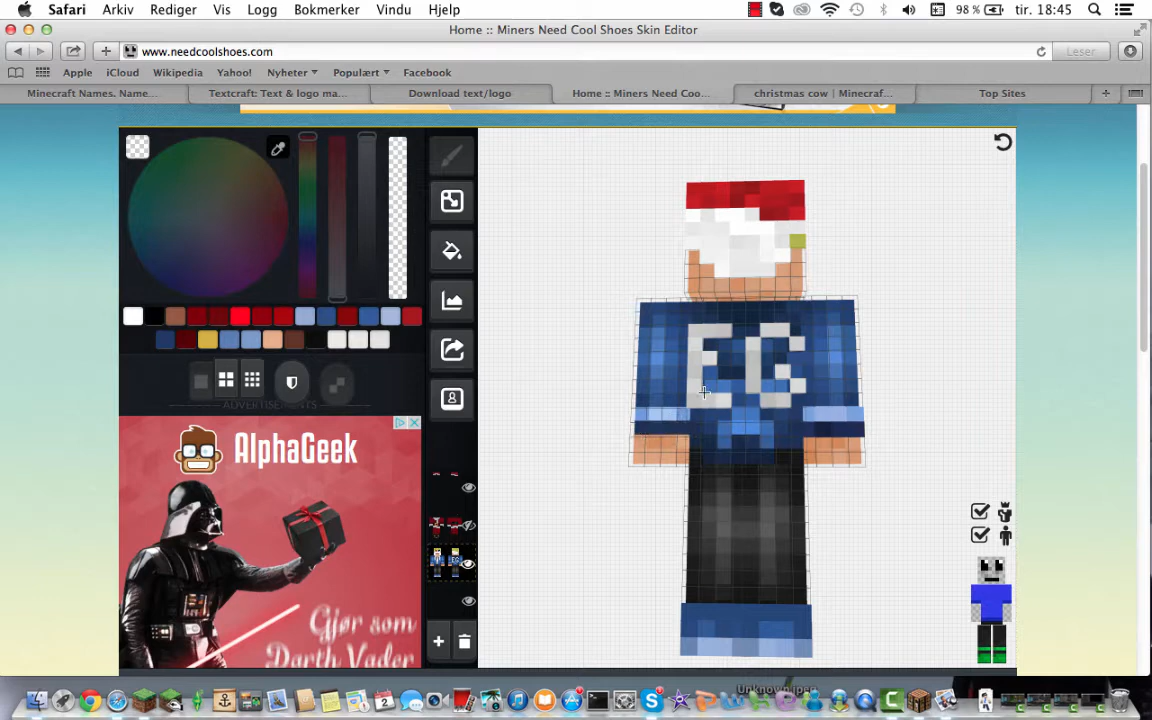 Safari Arkiv Rediger Vis Logg Bokmerker Vindu Hjelp 98 % tir. 18:45
Home :: Miners Need Cool Shoes Skin Editor
www.needcoolshoes.com Leser
Apple iCloud Wikipedia Yahoo! Nyheter Populært Facebook
Minecraft Names. Name... Textcraft: Text & logo ma... Download text/logo Home :: Miners Need Coo... christmas cow | Minecraf... Top Sites
EG
ADVERTISEMENTS
AlphaGeek
Gjør som
Darth Vader